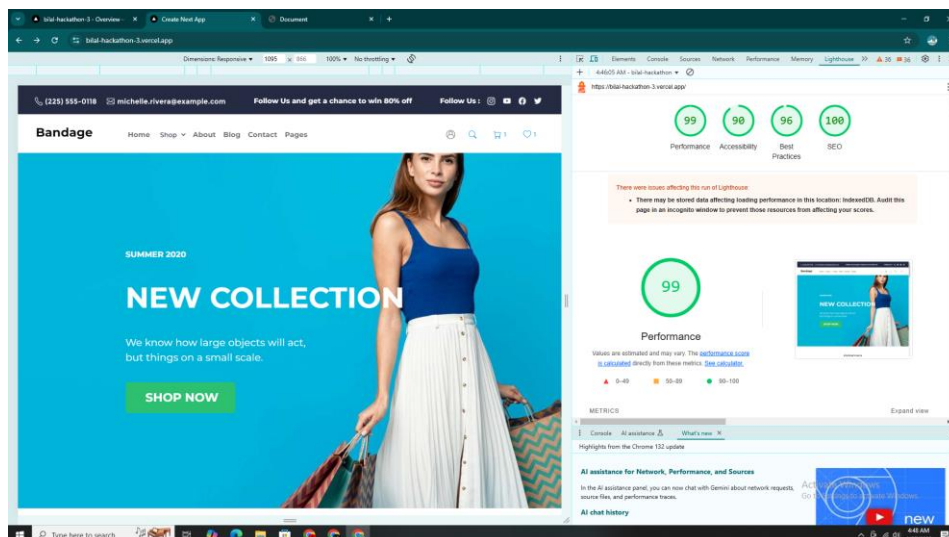 bilal-hackathon-3 - Overview -
Create Next App
Document
bilal-hackathon-3.vercel.app
Dimensions: Responsive
1095 x 966
100%
No throttling
Elements Console Sources Network Performance Memory Lighthouse
4:46:05 AM - bilal-hackathon
https://bilal-hackathon-3.vercel.app/
(225) 555-0118 michelle.rivera@example.com Follow Us and get a chance to win 80% off Follow Us :
Bandage Home Shop About Blog Contact Pages 1 1
SUMMER 2020
NEW COLLECTION
We know how large objects will act,
but things on a small scale.
SHOP NOW
99 90 96 100
Performance Accessibility Best Practices SEO
There were issues affecting this run of Lighthouse:
There may be stored data affecting loading performance in this location: IndexedDB. Audit this
page in an incognito window to prevent those resources from affecting your scores.
99
Performance
Values are estimated and may vary. The performance score
is calculated directly from these metrics. See calculator.
0–49 50–89 90–100
METRICS Expand view
Console AI assistance What's new
Highlights from the Chrome 132 update
AI assistance for Network, Performance, and Sources
In the AI assistance panel, you can now chat with Gemini about network requests,
source files, and performance traces.
AI chat history
Activate Windows
Go to Settings to activate Windows.
new
Type here to search
4:48 AM